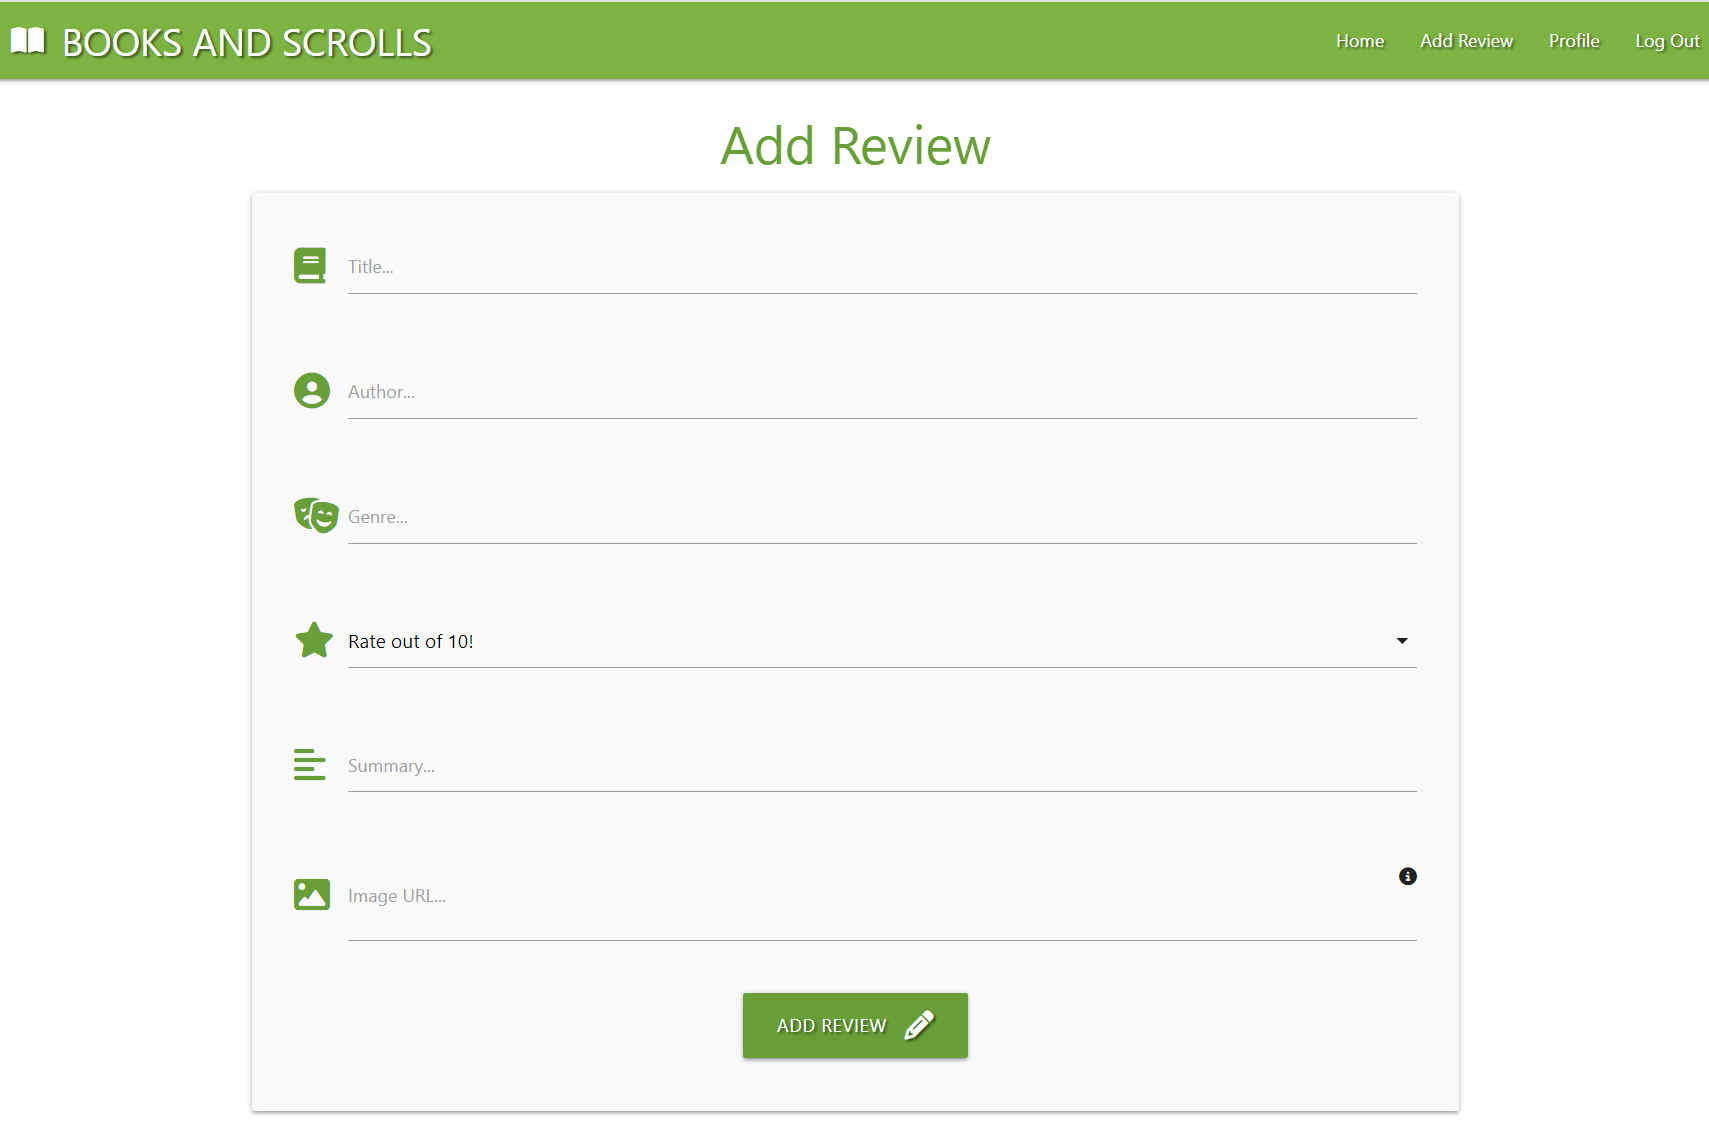 BOOKS AND SCROLLS
Home Add Review Profile Log Out
Add Review
Title...
Author...
Genre...
Rate out of 10!
Summary...
Image URL...
ADD REVIEW